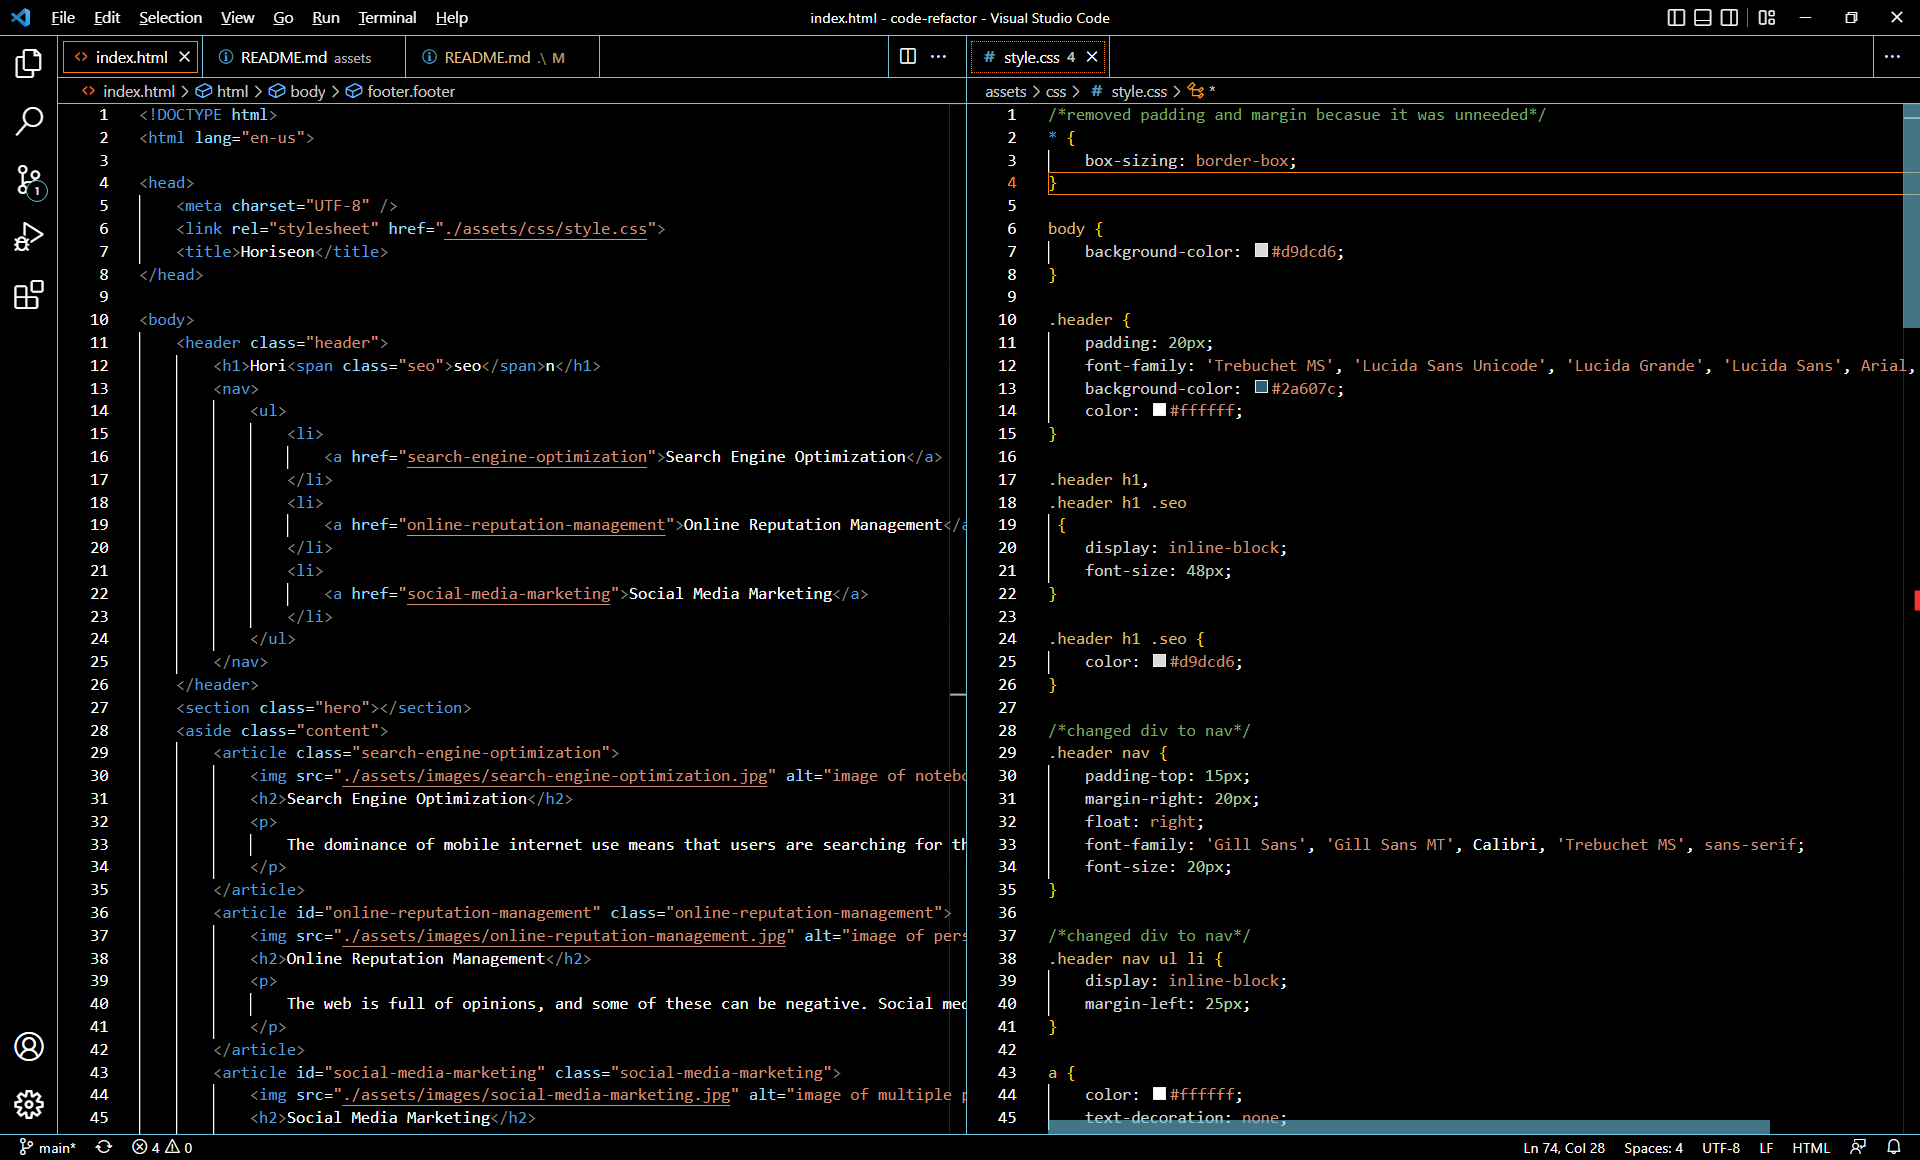 File Edit Selection View Go Run Terminal Help
index.html - code-refactor - Visual Studio Code
index.html
README.md assets
README.md .\ M
index.html > html > body > footer.footer
1 <!DOCTYPE html>
2 <html lang="en-us">
3
4 <head>
5 <meta charset="UTF-8" />
6 <link rel="stylesheet" href="./assets/css/style.css">
7 <title>Horiseon</title>
8 </head>
9
10 <body>
11 <header class="header">
12 <h1>Hori<span class="seo">seo</span>n</h1>
13 <nav>
14 <ul>
15 <li>
16 <a href="search-engine-optimization">Search Engine Optimization</a>
17 </li>
18 <li>
19 <a href="online-reputation-management">Online Reputation Management</a
20 </li>
21 <li>
22 <a href="social-media-marketing">Social Media Marketing</a>
23 </li>
24 </ul>
25 </nav>
26 </header>
27 <section class="hero"></section>
28 <aside class="content">
29 <article class="search-engine-optimization">
30 <img src="./assets/images/search-engine-optimization.jpg" alt="image of notebo
31 <h2>Search Engine Optimization</h2>
32 <p>
33 The dominance of mobile internet use means that users are searching for th
34 </p>
35 </article>
36 <article id="online-reputation-management" class="online-reputation-management">
37 <img src="./assets/images/online-reputation-management.jpg" alt="image of pers
38 <h2>Online Reputation Management</h2>
39 <p>
40 The web is full of opinions, and some of these can be negative. Social med
41 </p>
42 </article>
43 <article id="social-media-marketing" class="social-media-marketing">
44 <img src="./assets/images/social-media-marketing.jpg" alt="image of multiple p
45 <h2>Social Media Marketing</h2>
# style.css 4
assets > css > # style.css > *
1 /*removed padding and margin becasue it was unneeded*/
2 * {
3 box-sizing: border-box;
4 }
5
6 body {
7 background-color: #d9dcd6;
8 }
9
10 .header {
11 padding: 20px;
12 font-family: 'Trebuchet MS', 'Lucida Sans Unicode', 'Lucida Grande', 'Lucida Sans', Arial,
13 background-color: #2a607c;
14 color: #ffffff;
15 }
16
17 .header h1,
18 .header h1 .seo
19 {
20 display: inline-block;
21 font-size: 48px;
22 }
23
24 .header h1 .seo {
25 color: #d9dcd6;
26 }
27
28 /*changed div to nav*/
29 .header nav {
30 padding-top: 15px;
31 margin-right: 20px;
32 float: right;
33 font-family: 'Gill Sans', 'Gill Sans MT', Calibri, 'Trebuchet MS', sans-serif;
34 font-size: 20px;
35 }
36
37 /*changed div to nav*/
38 .header nav ul li {
39 display: inline-block;
40 margin-left: 25px;
41 }
42
43 a {
44 color: #ffffff;
45 text-decoration: none;
1
main* 4 0
Ln 74, Col 28 Spaces: 4 UTF-8 LF HTML